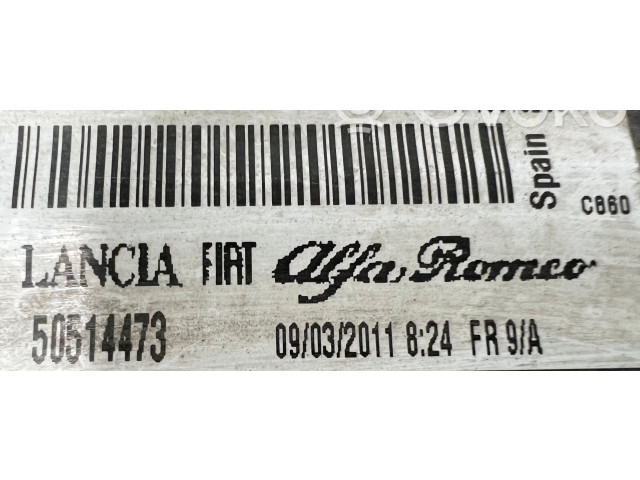 Spain
C860
LANCIA FIAT Alfa Romeo
50514473
09/03/2011 8:24 FR 9/A